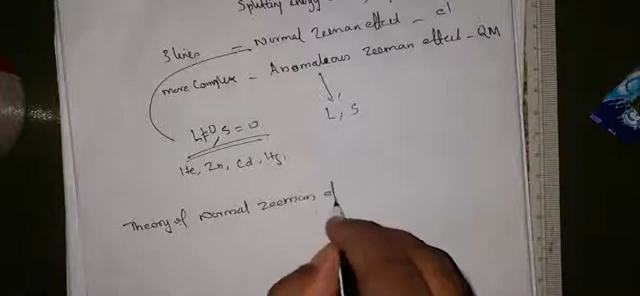 Splitting energy
3 lines - Normal Zeeman effect - cl
more complex - Anomalous Zeeman effect - QM
L, S
L≠0, S=0
He, Zn, Cd, Hg,
Theory of Normal Zeeman ef